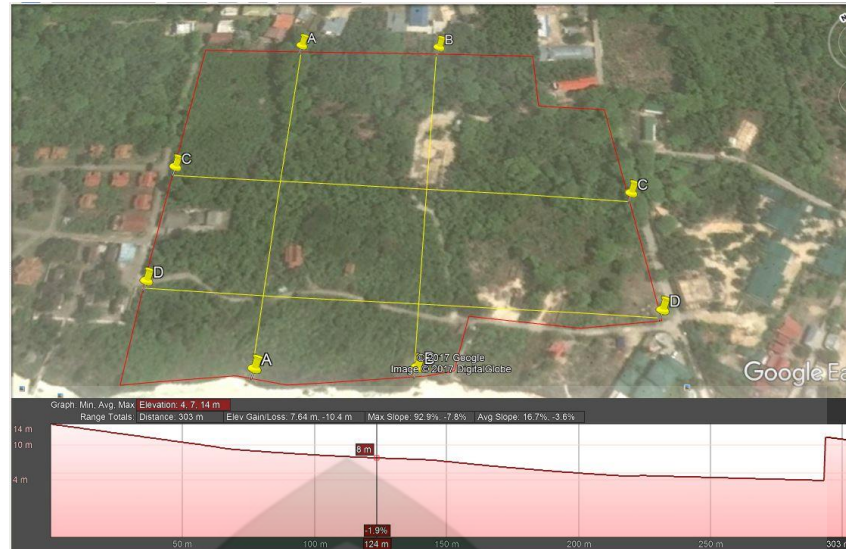 A
B
C
C
D
D
A
B
© 2017 Google
Image © 2017 DigitalGlobe
Google Ea
Graph: Min, Avg, Max Elevation: 4, 7, 14 m
Range Totals: Distance: 303 m Elev Gain/Loss: 7.64 m, -10.4 m Max Slope: 92.9%, -7.8% Avg Slope: 16.7%, -3.6%
14 m
10 m
4 m
8 m
-1.9%
50 m 100 m 124 m 150 m 200 m 250 m 303 m